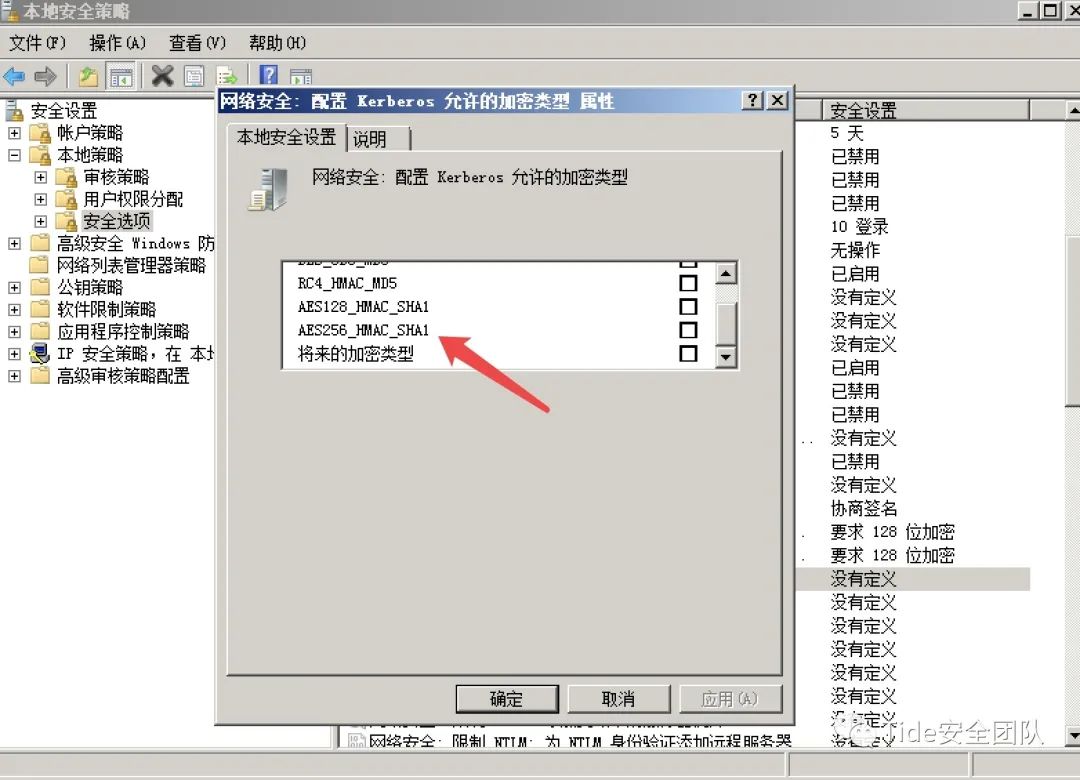 本地安全策略
文件(F) 操作(A) 查看(V) 帮助(H)
安全设置
帐户策略
本地策略
审核策略
用户权限分配
安全选项
高级安全 Windows 防
网络列表管理器策略
公钥策略
软件限制策略
应用程序控制策略
IP 安全策略，在 本地
高级审核策略配置
网络安全: 配置 Kerberos 允许的加密类型 属性
本地安全设置 说明
网络安全: 配置 Kerberos 允许的加密类型
RC4_HMAC_MD5
AES128_HMAC_SHA1
AES256_HMAC_SHA1
将来的加密类型
确定 取消 应用(A)
安全设置
5 天
已禁用
已禁用
已禁用
10 登录
无操作
已启用
没有定义
没有定义
没有定义
已启用
已禁用
已禁用
.. 没有定义
已禁用
没有定义
协商签名
. 要求 128 位加密
. 要求 128 位加密
没有定义
没有定义
没有定义
没有定义
没有定义
没有定义
没有定义
网络安全: 限制 NTLM: 为 NTLM 身份验证添加远程服务器
Tide安全团队